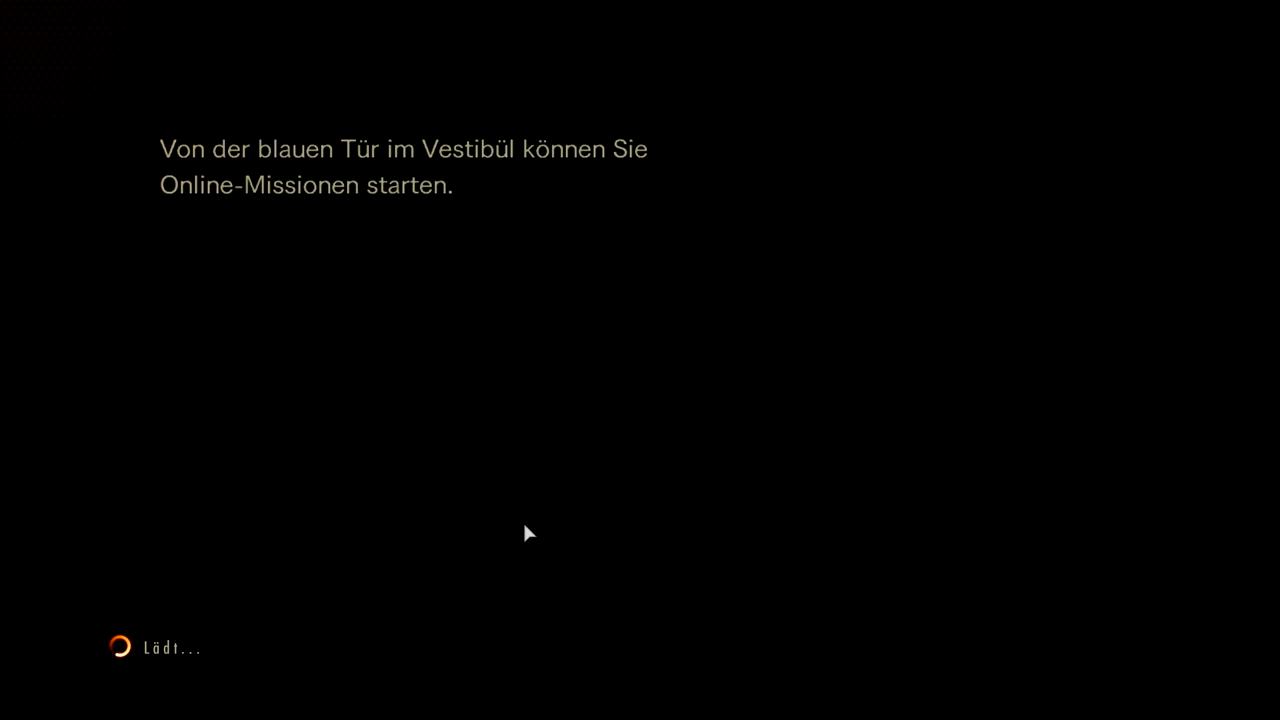 Von der blauen Tür im Vestibül können Sie
Online-Missionen starten.
Lädt...